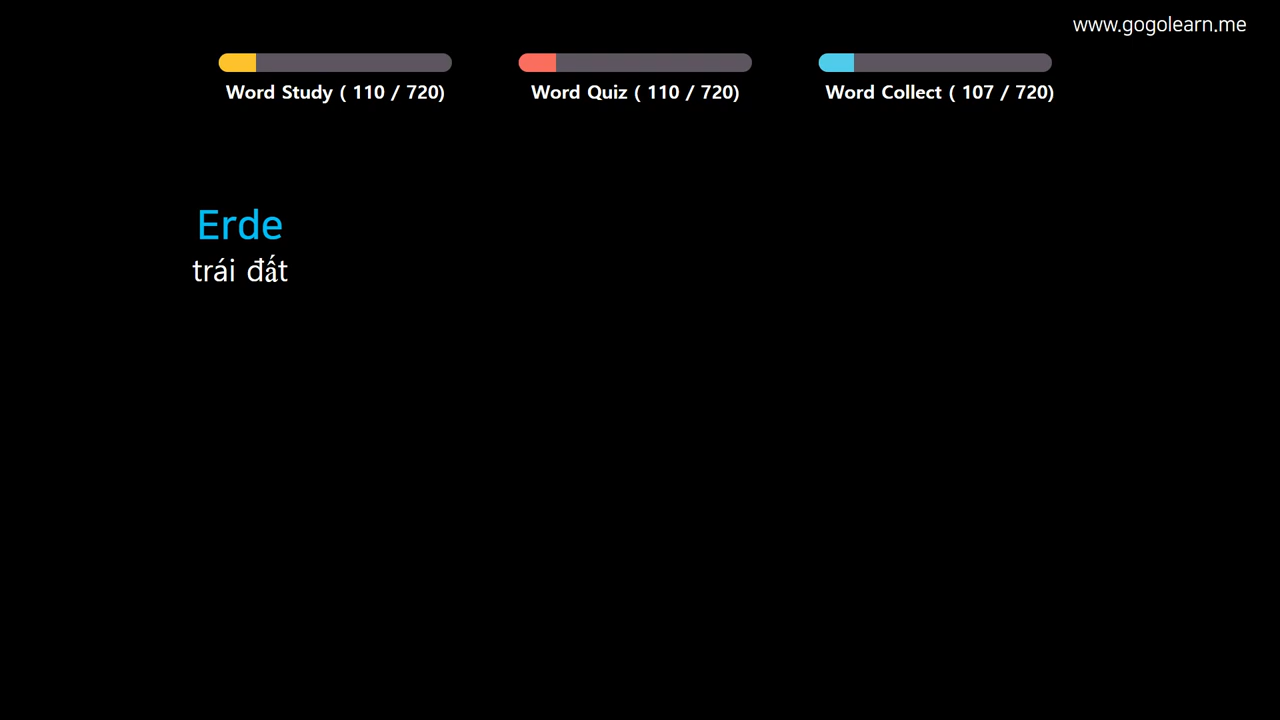 www.gogolearn.me
Word Study ( 110 / 720)
Word Quiz ( 110 / 720)
Word Collect ( 107 / 720)
Erde
trái đất